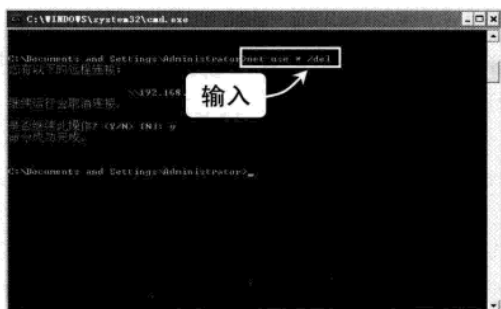 C:\WINDOWS\system32\cmd.exe
C:\Documents and Settings\Administrator>net use * /del
您有以下的远程连接:
\\192.168.
继续运行会取消连接。
输入
是否继续此操作? (Y/N) [N]: y
命令成功完成。
C:\Documents and Settings\Administrator>_